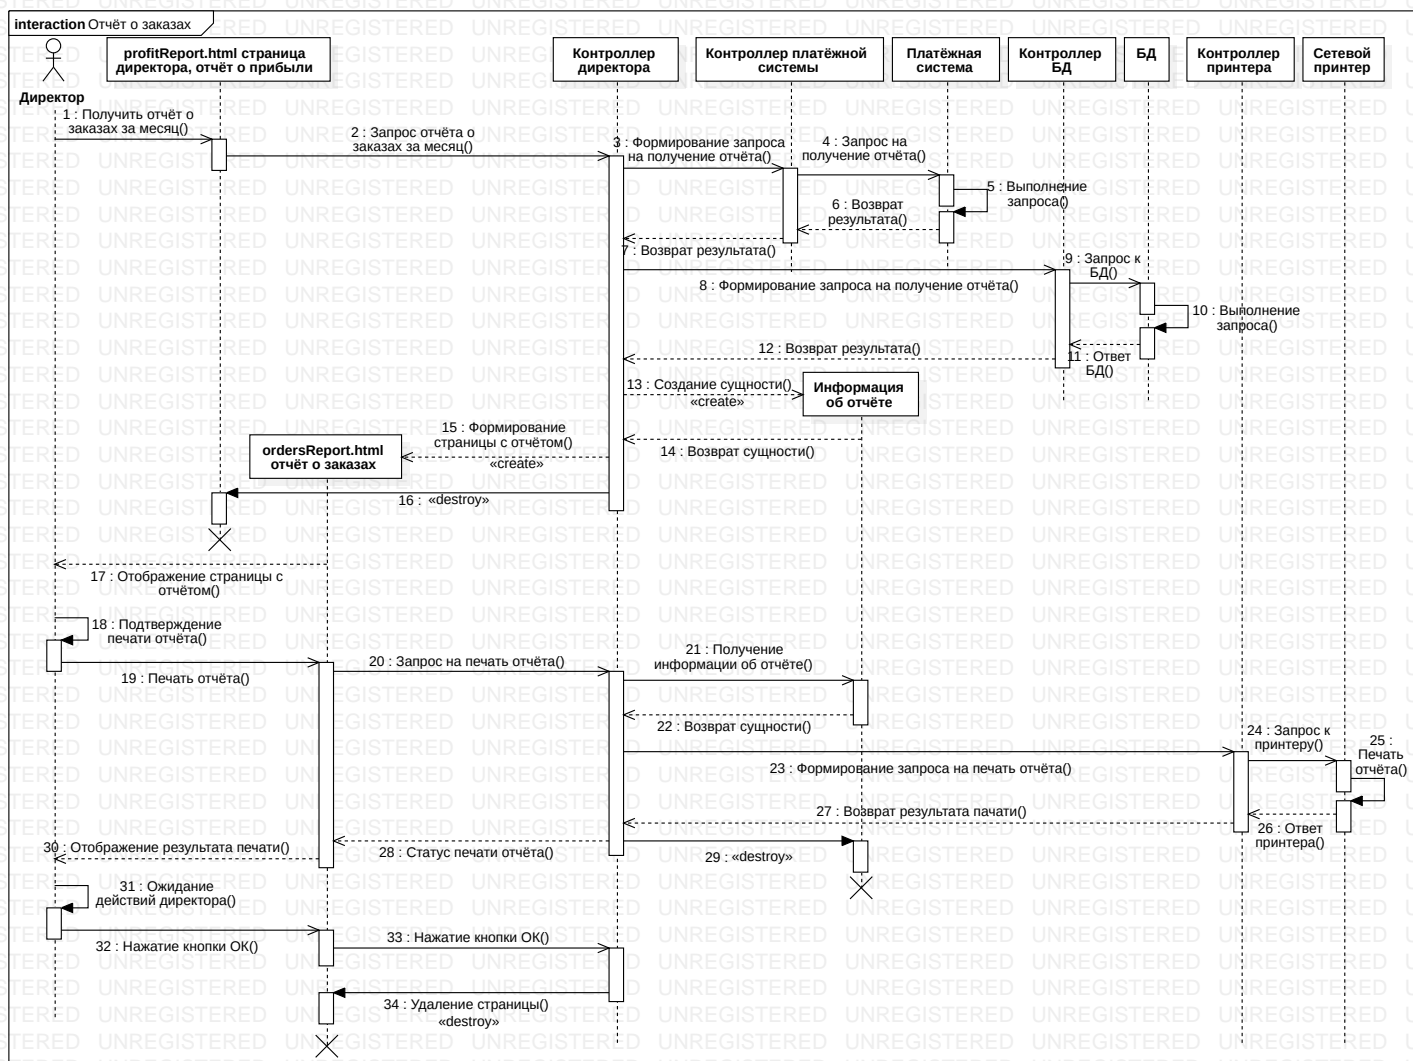 interaction Отчёт о заказах
Директор
profitReport.html страница
директора, отчёт о прибыли
Контроллер
директора
Контроллер платёжной
системы
Платёжная
система
Контроллер
БД
БД
Контроллер
принтера
Сетевой
принтер
1 : Получить отчёт о
заказах за месяц()
2 : Запрос отчёта о
заказах за месяц()
3 : Формирование запроса
на получение отчёта()
4 : Запрос на
получение отчёта()
5 : Выполнение
запроса()
6 : Возврат
результата()
7 : Возврат результата()
8 : Формирование запроса на получение отчёта()
9 : Запрос к
БД()
10 : Выполнение
запроса()
11 : Ответ
БД()
12 : Возврат результата()
13 : Создание сущности()
«create»
Информация
об отчёте
14 : Возврат сущности()
15 : Формирование
страницы с отчётом()
«create»
ordersReport.html
отчёт о заказах
16 : «destroy»
17 : Отображение страницы с
отчётом()
18 : Подтверждение
печати отчёта()
19 : Печать отчёта()
20 : Запрос на печать отчёта()
21 : Получение
информации об отчёте()
22 : Возврат сущности()
23 : Формирование запроса на печать отчёта()
24 : Запрос к
принтеру()
25 :
Печать
отчёта()
26 : Ответ
принтера()
27 : Возврат результата пачати()
28 : Статус печати отчёта()
29 : «destroy»
30 : Отображение результата печати()
31 : Ожидание
действий директора()
32 : Нажатие кнопки ОК()
33 : Нажатие кнопки ОК()
34 : Удаление страницы()
«destroy»
UNREGISTERED